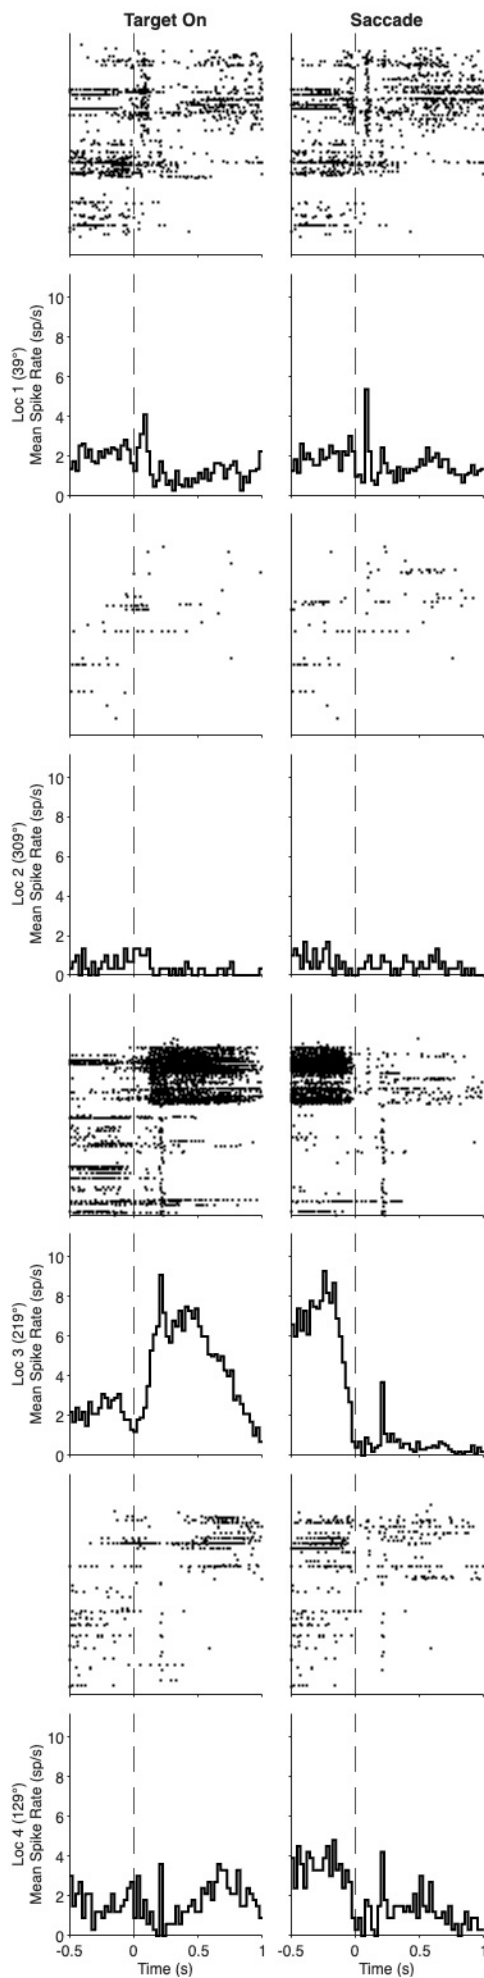 Target On Saccade
Loc 1 (39°)
Mean Spike Rate (sp/s)
10
8
6
4
2
0
Loc 2 (309°)
Mean Spike Rate (sp/s)
10
8
6
4
2
0
Loc 3 (219°)
Mean Spike Rate (sp/s)
10
8
6
4
2
0
Loc 4 (129°)
Mean Spike Rate (sp/s)
10
8
6
4
2
0
-0.5 0 0.5 1 -0.5 0 0.5 1
Time (s) Time (s)